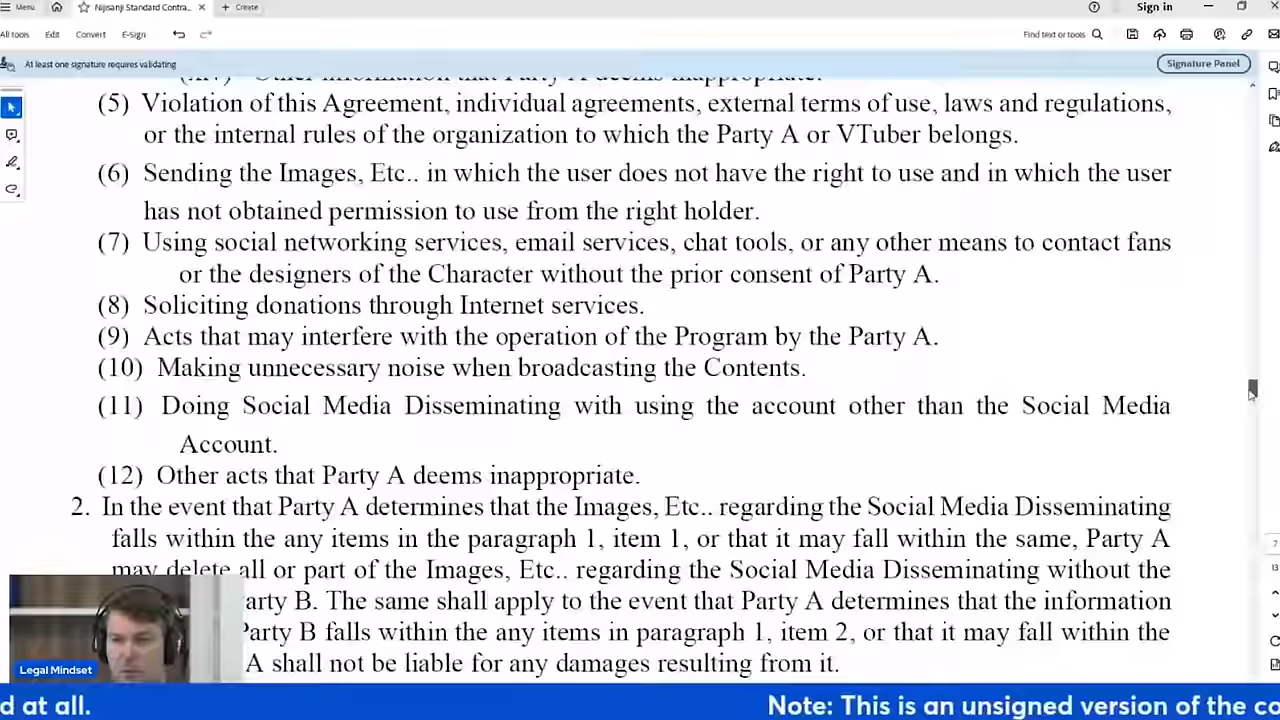 Menu
Nijisanji Standard Contra...
Create
Sign in
All tools
Edit
Convert
E-Sign
Find text or tools
At least one signature requires validating
Signature Panel
Other information that Party A deems inappropriate.
(5) Violation of this Agreement, individual agreements, external terms of use, laws and regulations,
or the internal rules of the organization to which the Party A or VTuber belongs.
(6) Sending the Images, Etc.. in which the user does not have the right to use and in which the user
has not obtained permission to use from the right holder.
(7) Using social networking services, email services, chat tools, or any other means to contact fans
or the designers of the Character without the prior consent of Party A.
(8) Soliciting donations through Internet services.
(9) Acts that may interfere with the operation of the Program by the Party A.
(10) Making unnecessary noise when broadcasting the Contents.
(11) Doing Social Media Disseminating with using the account other than the Social Media
Account.
(12) Other acts that Party A deems inappropriate.
2. In the event that Party A determines that the Images, Etc.. regarding the Social Media Disseminating
falls within the any items in the paragraph 1, item 1, or that it may fall within the same, Party A
may delete all or part of the Images, Etc.. regarding the Social Media Disseminating without the
arty B. The same shall apply to the event that Party A determines that the information
Party B falls within the any items in paragraph 1, item 2, or that it may fall within the
A shall not be liable for any damages resulting from it.
7
13
Legal Mindset
d at all.
Note: This is an unsigned version of the co